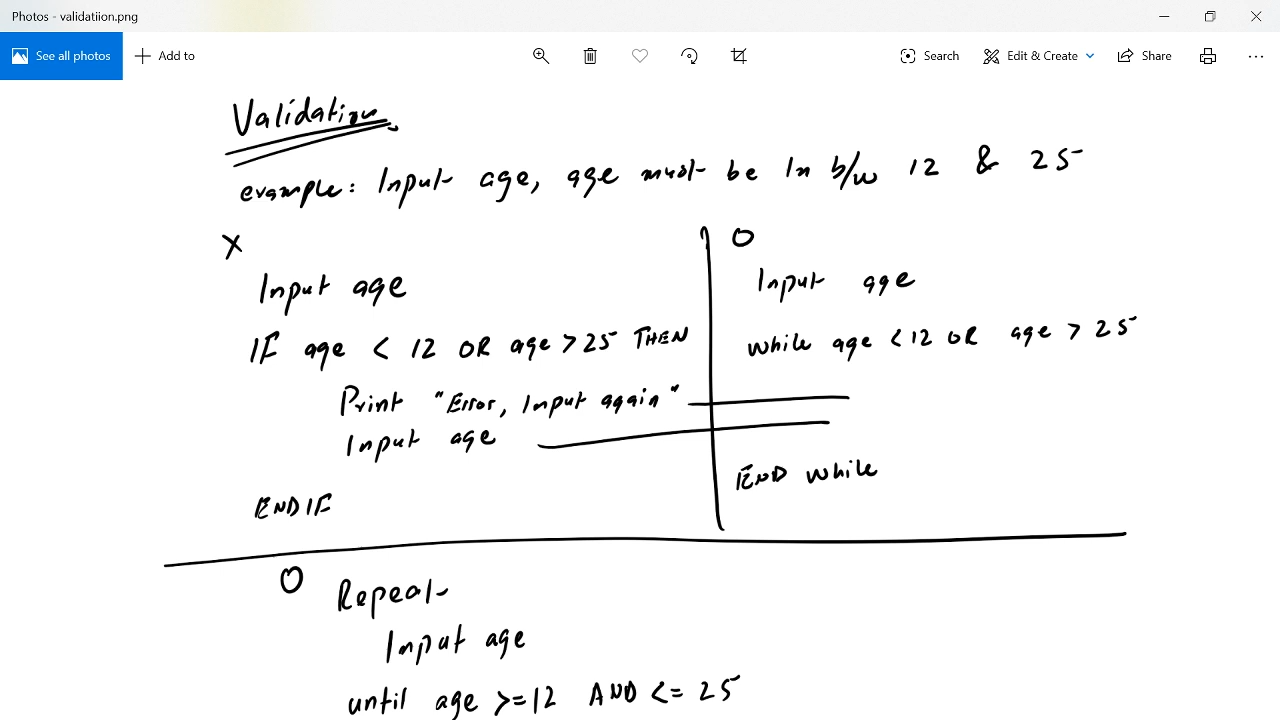 Photos - validatiion.png
See all photos
Add to
Search
Edit & Create
Share
Validation
example: Input age, age must be In b/w 12 & 25
X
Input age
IF age < 12 OR age > 25 THEN
Print "Error, Input again"
Input age
END IF
O
Input age
while age < 12 OR age > 25
END while
O
Repeat
Input age
until age >= 12 AND <= 25